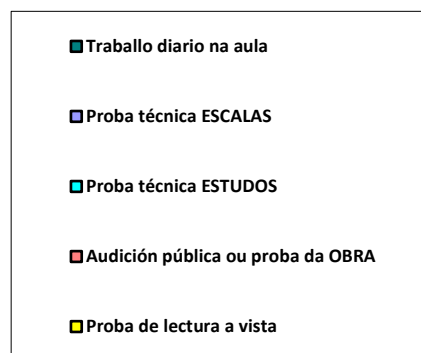 Traballo diario na aula
Proba técnica ESCALAS
Proba técnica ESTUDOS
Audición pública ou proba da OBRA
Proba de lectura a vista